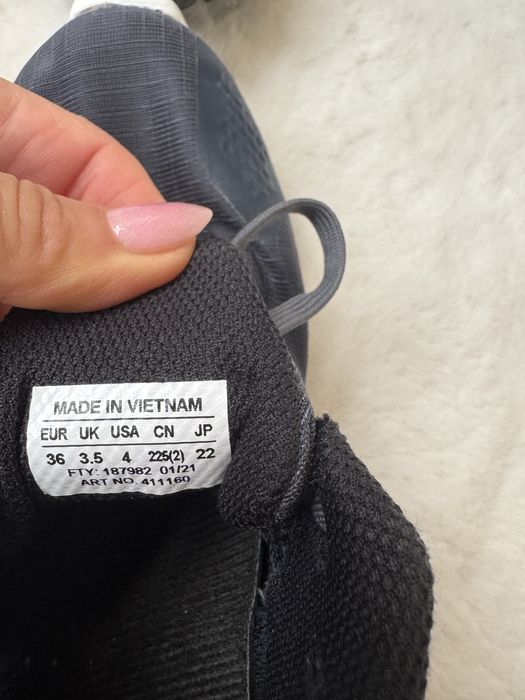 MADE IN VIETNAM
EUR UK USA CN JP
36 3.5 4 225(2) 22
FTY: 187982 01/21
ART NO. 411160